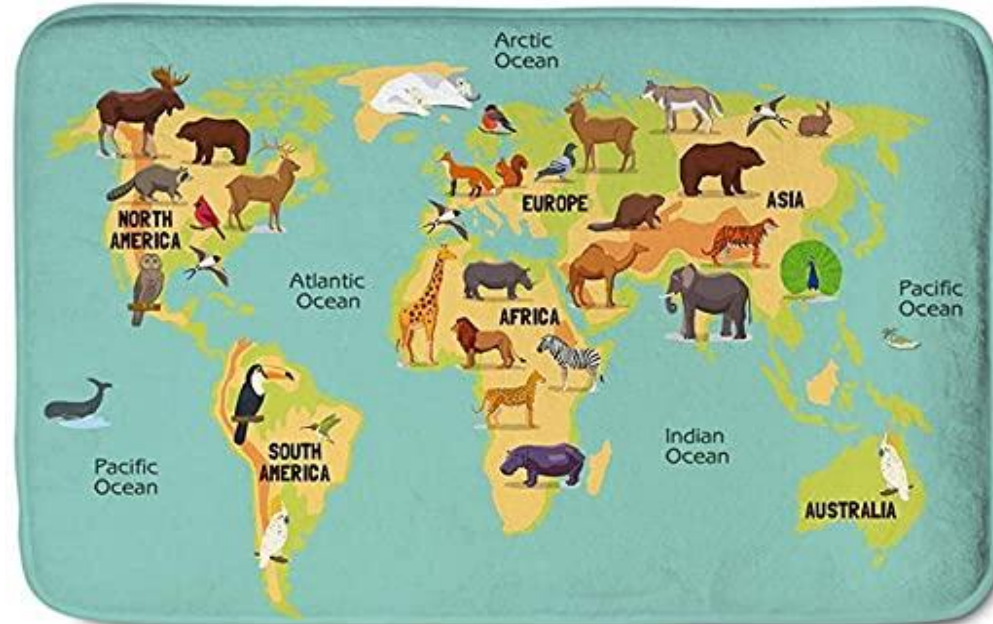 Arctic
Ocean
NORTH
AMERICA
EUROPE
ASIA
Atlantic
Ocean
AFRICA
Pacific
Ocean
Pacific
Ocean
SOUTH
AMERICA
Indian
Ocean
AUSTRALIA